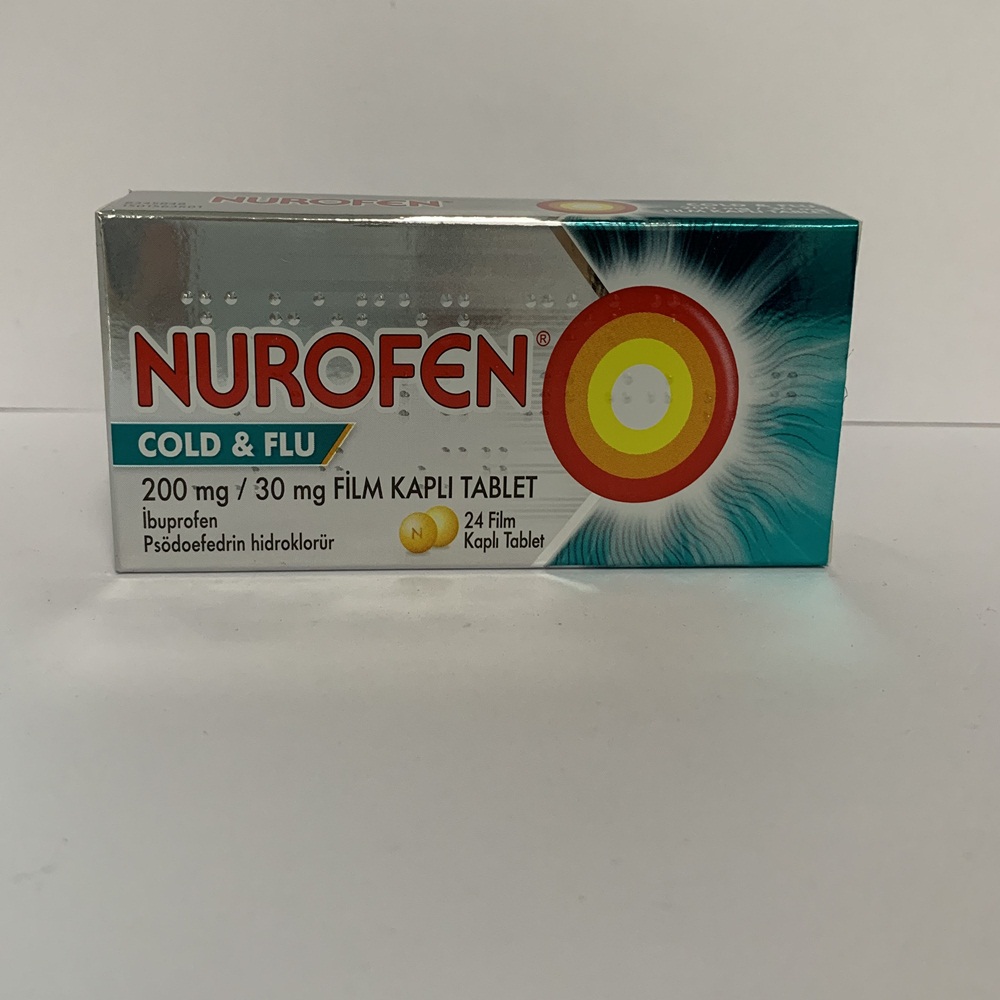 NUROFEN
NUROFEN®
COLD & FLU
200 mg / 30 mg FİLM KAPLI TABLET
İbuprofen
Psödoefedrin hidroklorür
N
24 Film
Kaplı Tablet